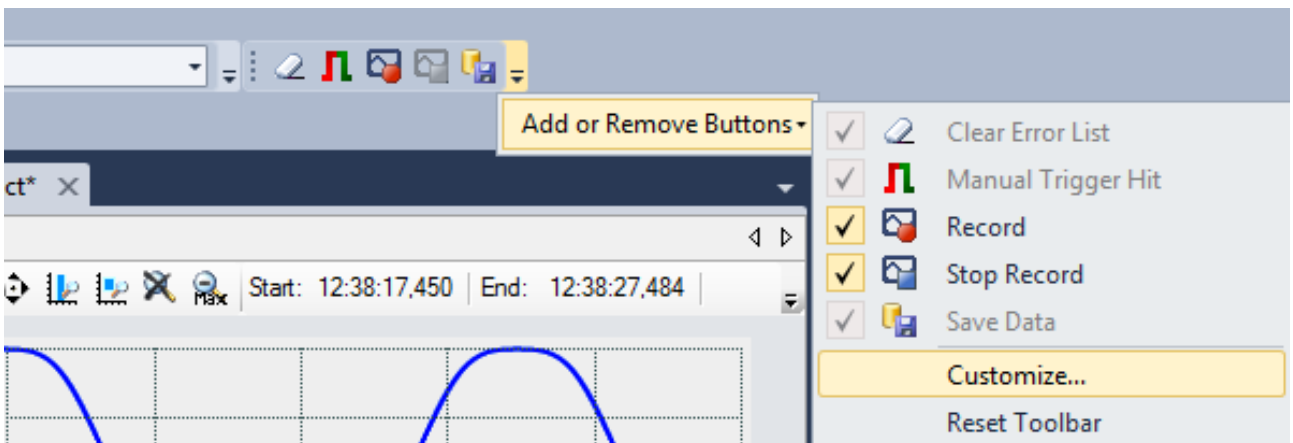 Add or Remove Buttons
ct*
Start: 12:38:17,450 End: 12:38:27,484
Max
Clear Error List
Manual Trigger Hit
Record
Stop Record
Save Data
Customize...
Reset Toolbar